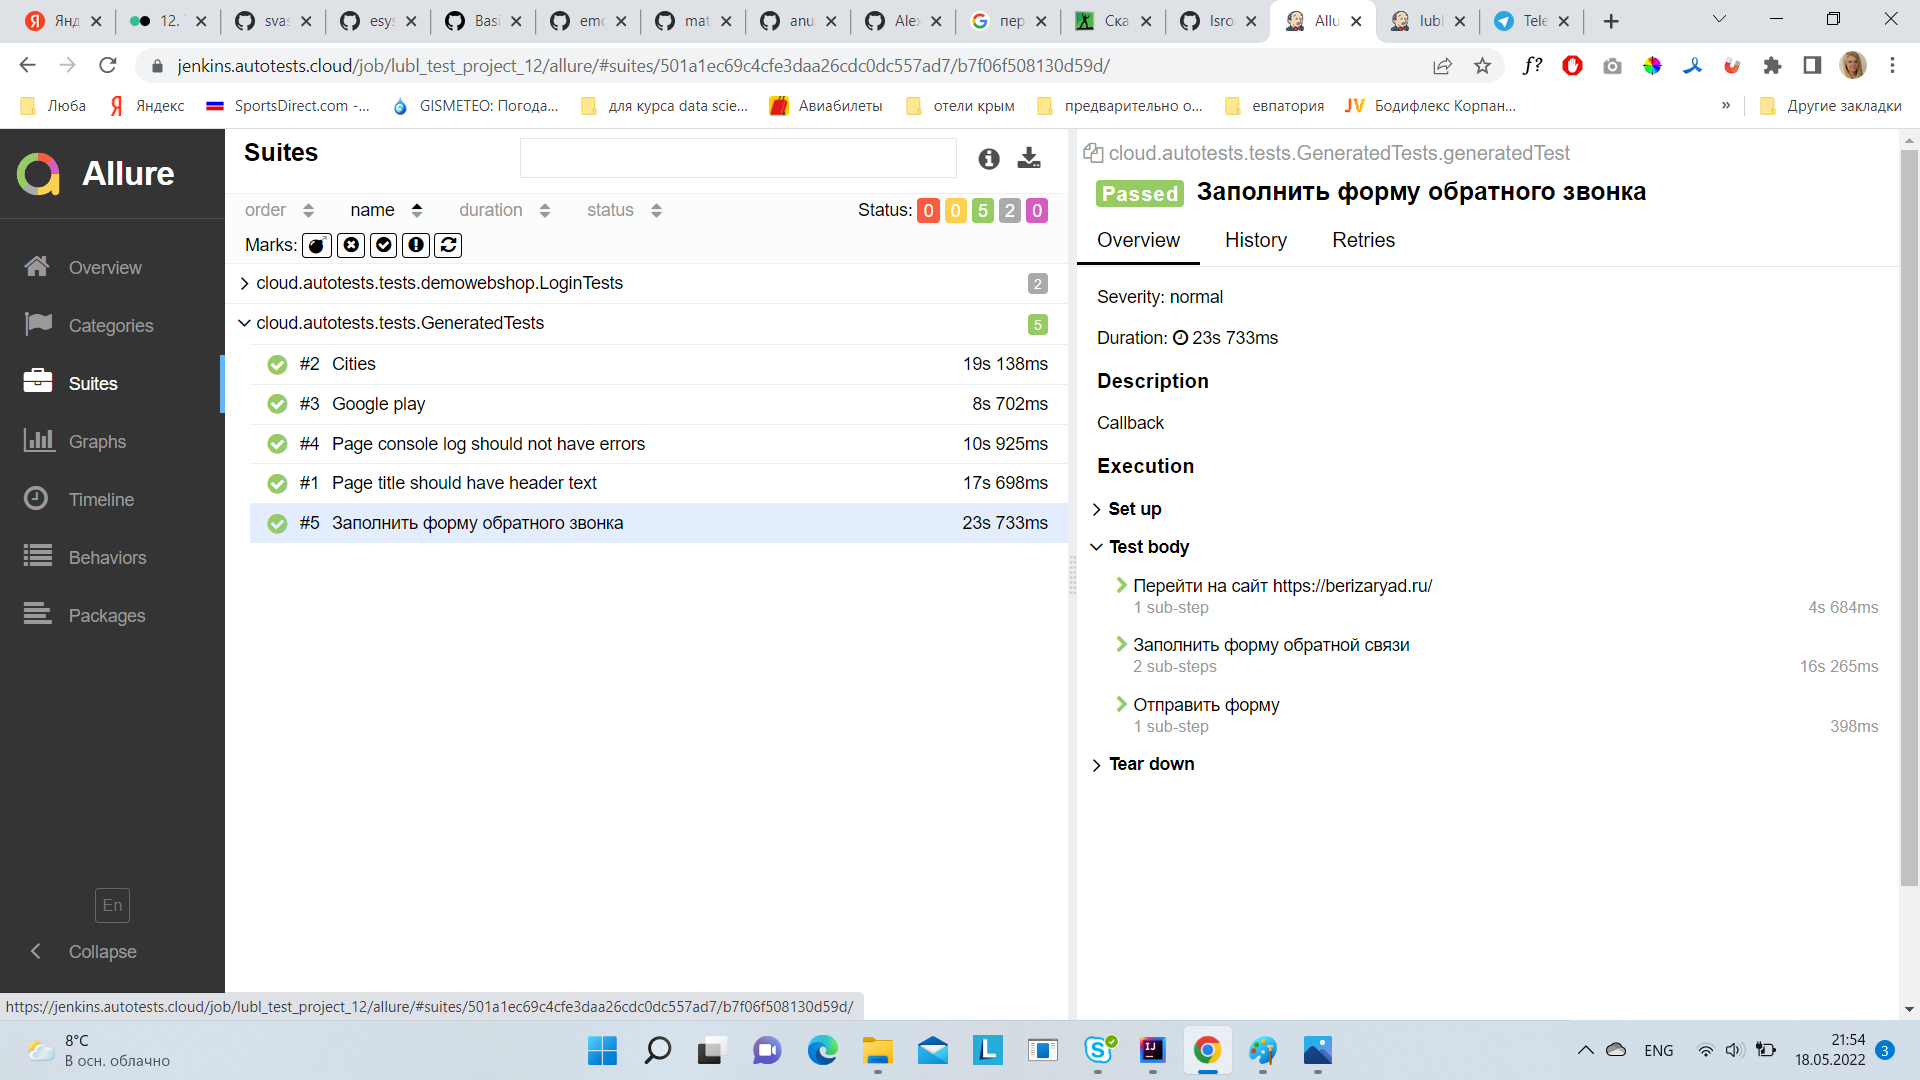 Янд
12.
svas
esys
Basi
emc
mat
anu
Alex
пер
Ска
Isro
Allu
lubl
Tele
jenkins.autotests.cloud/job/lubl_test_project_12/allure/#suites/501a1ec69c4cfe3daa26cdc0dc557ad7/b7f06f508130d59d/
f?
Люба
Яндекс
SportsDirect.com -...
GISMETEO: Погода...
для курса data scie...
Авиабилеты
отели крым
предварительно о...
евпатория
JV Бодифлекс Корпан...
»
Другие закладки
Allure
Overview
Categories
Suites
Graphs
Timeline
Behaviors
Packages
En
Collapse
Suites
order name duration status
Status: 0 0 5 2 0
Marks:
cloud.autotests.tests.demowebshop.LoginTests 2
cloud.autotests.tests.GeneratedTests 5
#2 Cities 19s 138ms
#3 Google play 8s 702ms
#4 Page console log should not have errors 10s 925ms
#1 Page title should have header text 17s 698ms
#5 Заполнить форму обратного звонка 23s 733ms
cloud.autotests.tests.GeneratedTests.generatedTest
Passed Заполнить форму обратного звонка
Overview History Retries
Severity: normal
Duration: 23s 733ms
Description
Callback
Execution
Set up
Test body
Перейти на сайт https://berizaryad.ru/
1 sub-step 4s 684ms
Заполнить форму обратной связи
2 sub-steps 16s 265ms
Отправить форму
1 sub-step 398ms
Tear down
https://jenkins.autotests.cloud/job/lubl_test_project_12/allure/#suites/501a1ec69c4cfe3daa26cdc0dc557ad7/b7f06f508130d59d/
8°C
В осн. облачно
ENG
21:54
18.05.2022
3